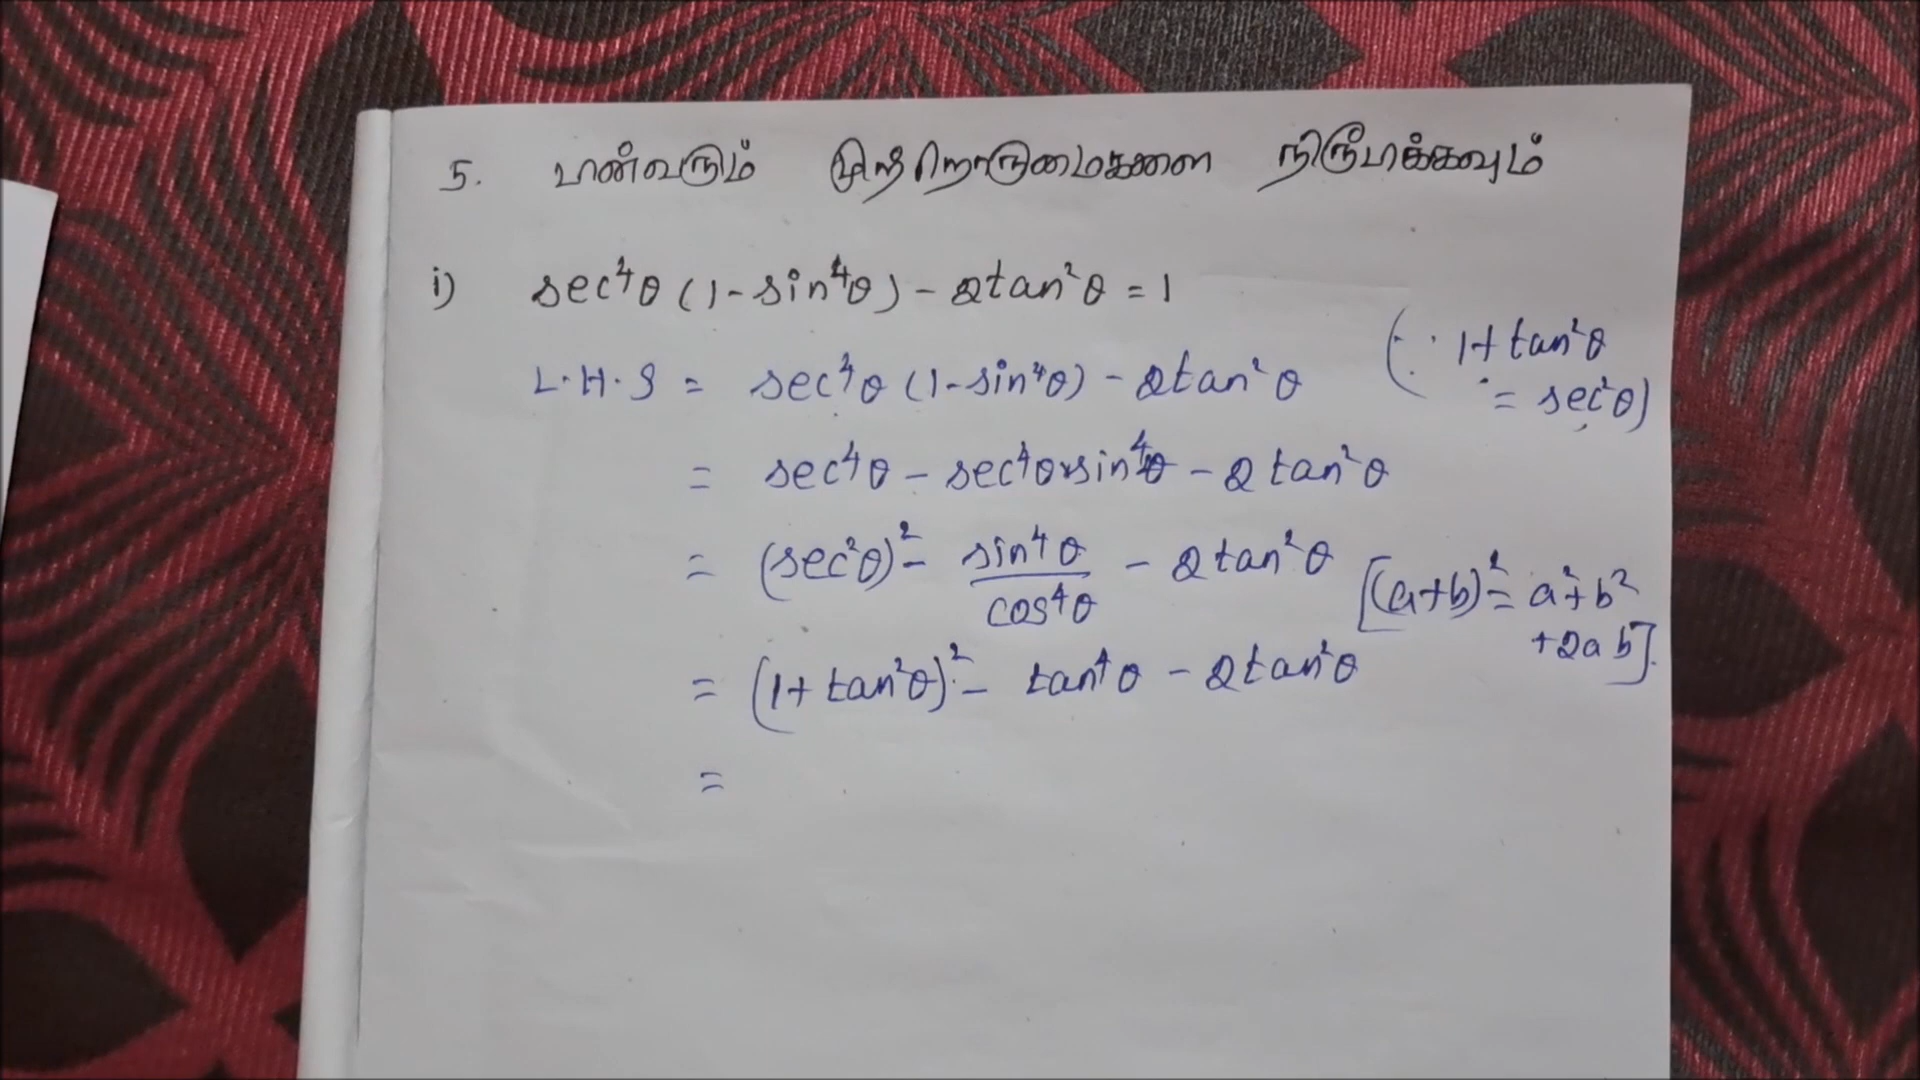 5. பின்வரும் முற்றொருமைகளை நிரூபிக்கவும்
i) sec⁴θ (1-sin⁴θ) - 2tan²θ = 1
L.H.S = sec⁴θ (1-sin⁴θ) - 2tan²θ
(∵ 1+tan²θ
= sec²θ)
= sec⁴θ - sec⁴θ×sin⁴θ - 2tan²θ
= (sec²θ)² - sin⁴θ/cos⁴θ - 2tan²θ
[(a+b)² = a²+b²
+2ab].
= (1+tan²θ)² - tan⁴θ - 2tan²θ
=